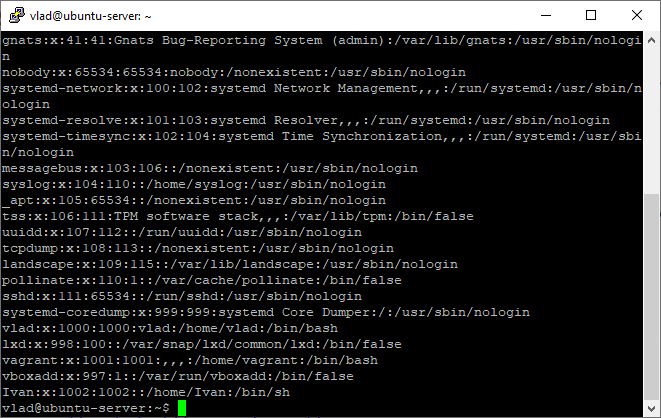 vlad@ubuntu-server: ~
gnats:x:41:41:Gnats Bug-Reporting System (admin):/var/lib/gnats:/usr/sbin/nologi
n
nobody:x:65534:65534:nobody:/nonexistent:/usr/sbin/nologin
systemd-network:x:100:102:systemd Network Management,,,:/run/systemd:/usr/sbin/n
ologin
systemd-resolve:x:101:103:systemd Resolver,,,:/run/systemd:/usr/sbin/nologin
systemd-timesync:x:102:104:systemd Time Synchronization,,,:/run/systemd:/usr/sbi
n/nologin
messagebus:x:103:106::/nonexistent:/usr/sbin/nologin
syslog:x:104:110::/home/syslog:/usr/sbin/nologin
_apt:x:105:65534::/nonexistent:/usr/sbin/nologin
tss:x:106:111:TPM software stack,,,:/var/lib/tpm:/bin/false
uuidd:x:107:112::/run/uuidd:/usr/sbin/nologin
tcpdump:x:108:113::/nonexistent:/usr/sbin/nologin
landscape:x:109:115::/var/lib/landscape:/usr/sbin/nologin
pollinate:x:110:1::/var/cache/pollinate:/bin/false
sshd:x:111:65534::/run/sshd:/usr/sbin/nologin
systemd-coredump:x:999:999:systemd Core Dumper:/:/usr/sbin/nologin
vlad:x:1000:1000:vlad:/home/vlad:/bin/bash
lxd:x:998:100::/var/snap/lxd/common/lxd:/bin/false
vagrant:x:1001:1001:,,,:/home/vagrant:/bin/bash
vboxadd:x:997:1::/var/run/vboxadd:/bin/false
Ivan:x:1002:1002::/home/Ivan:/bin/sh
vlad@ubuntu-server:~$